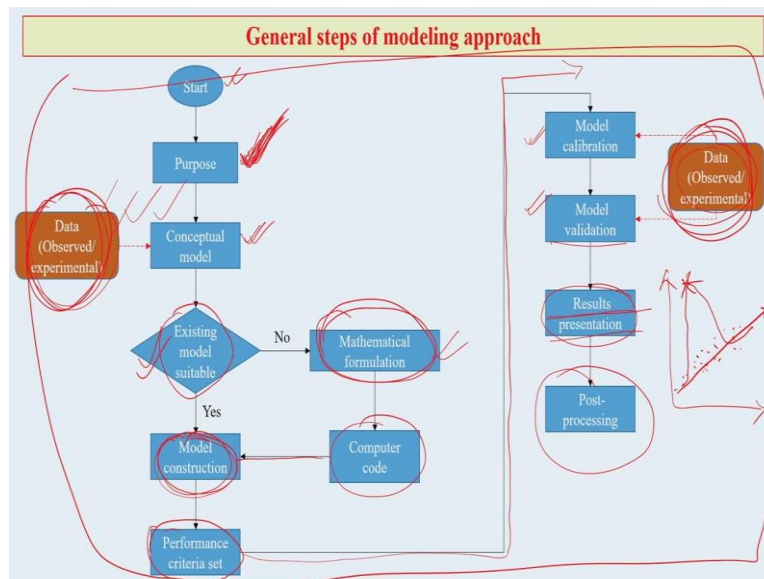 General steps of modeling approach
Start
Purpose
Data
(Observed/
experimental)
Conceptual
model
Existing
model
suitable
No
Mathematical
formulation
Yes
Model
construction
Computer
code
Performance
criteria set
Model
calibration
Data
(Observed/
experimental)
Model
validation
Results
presentation
Post-
processing